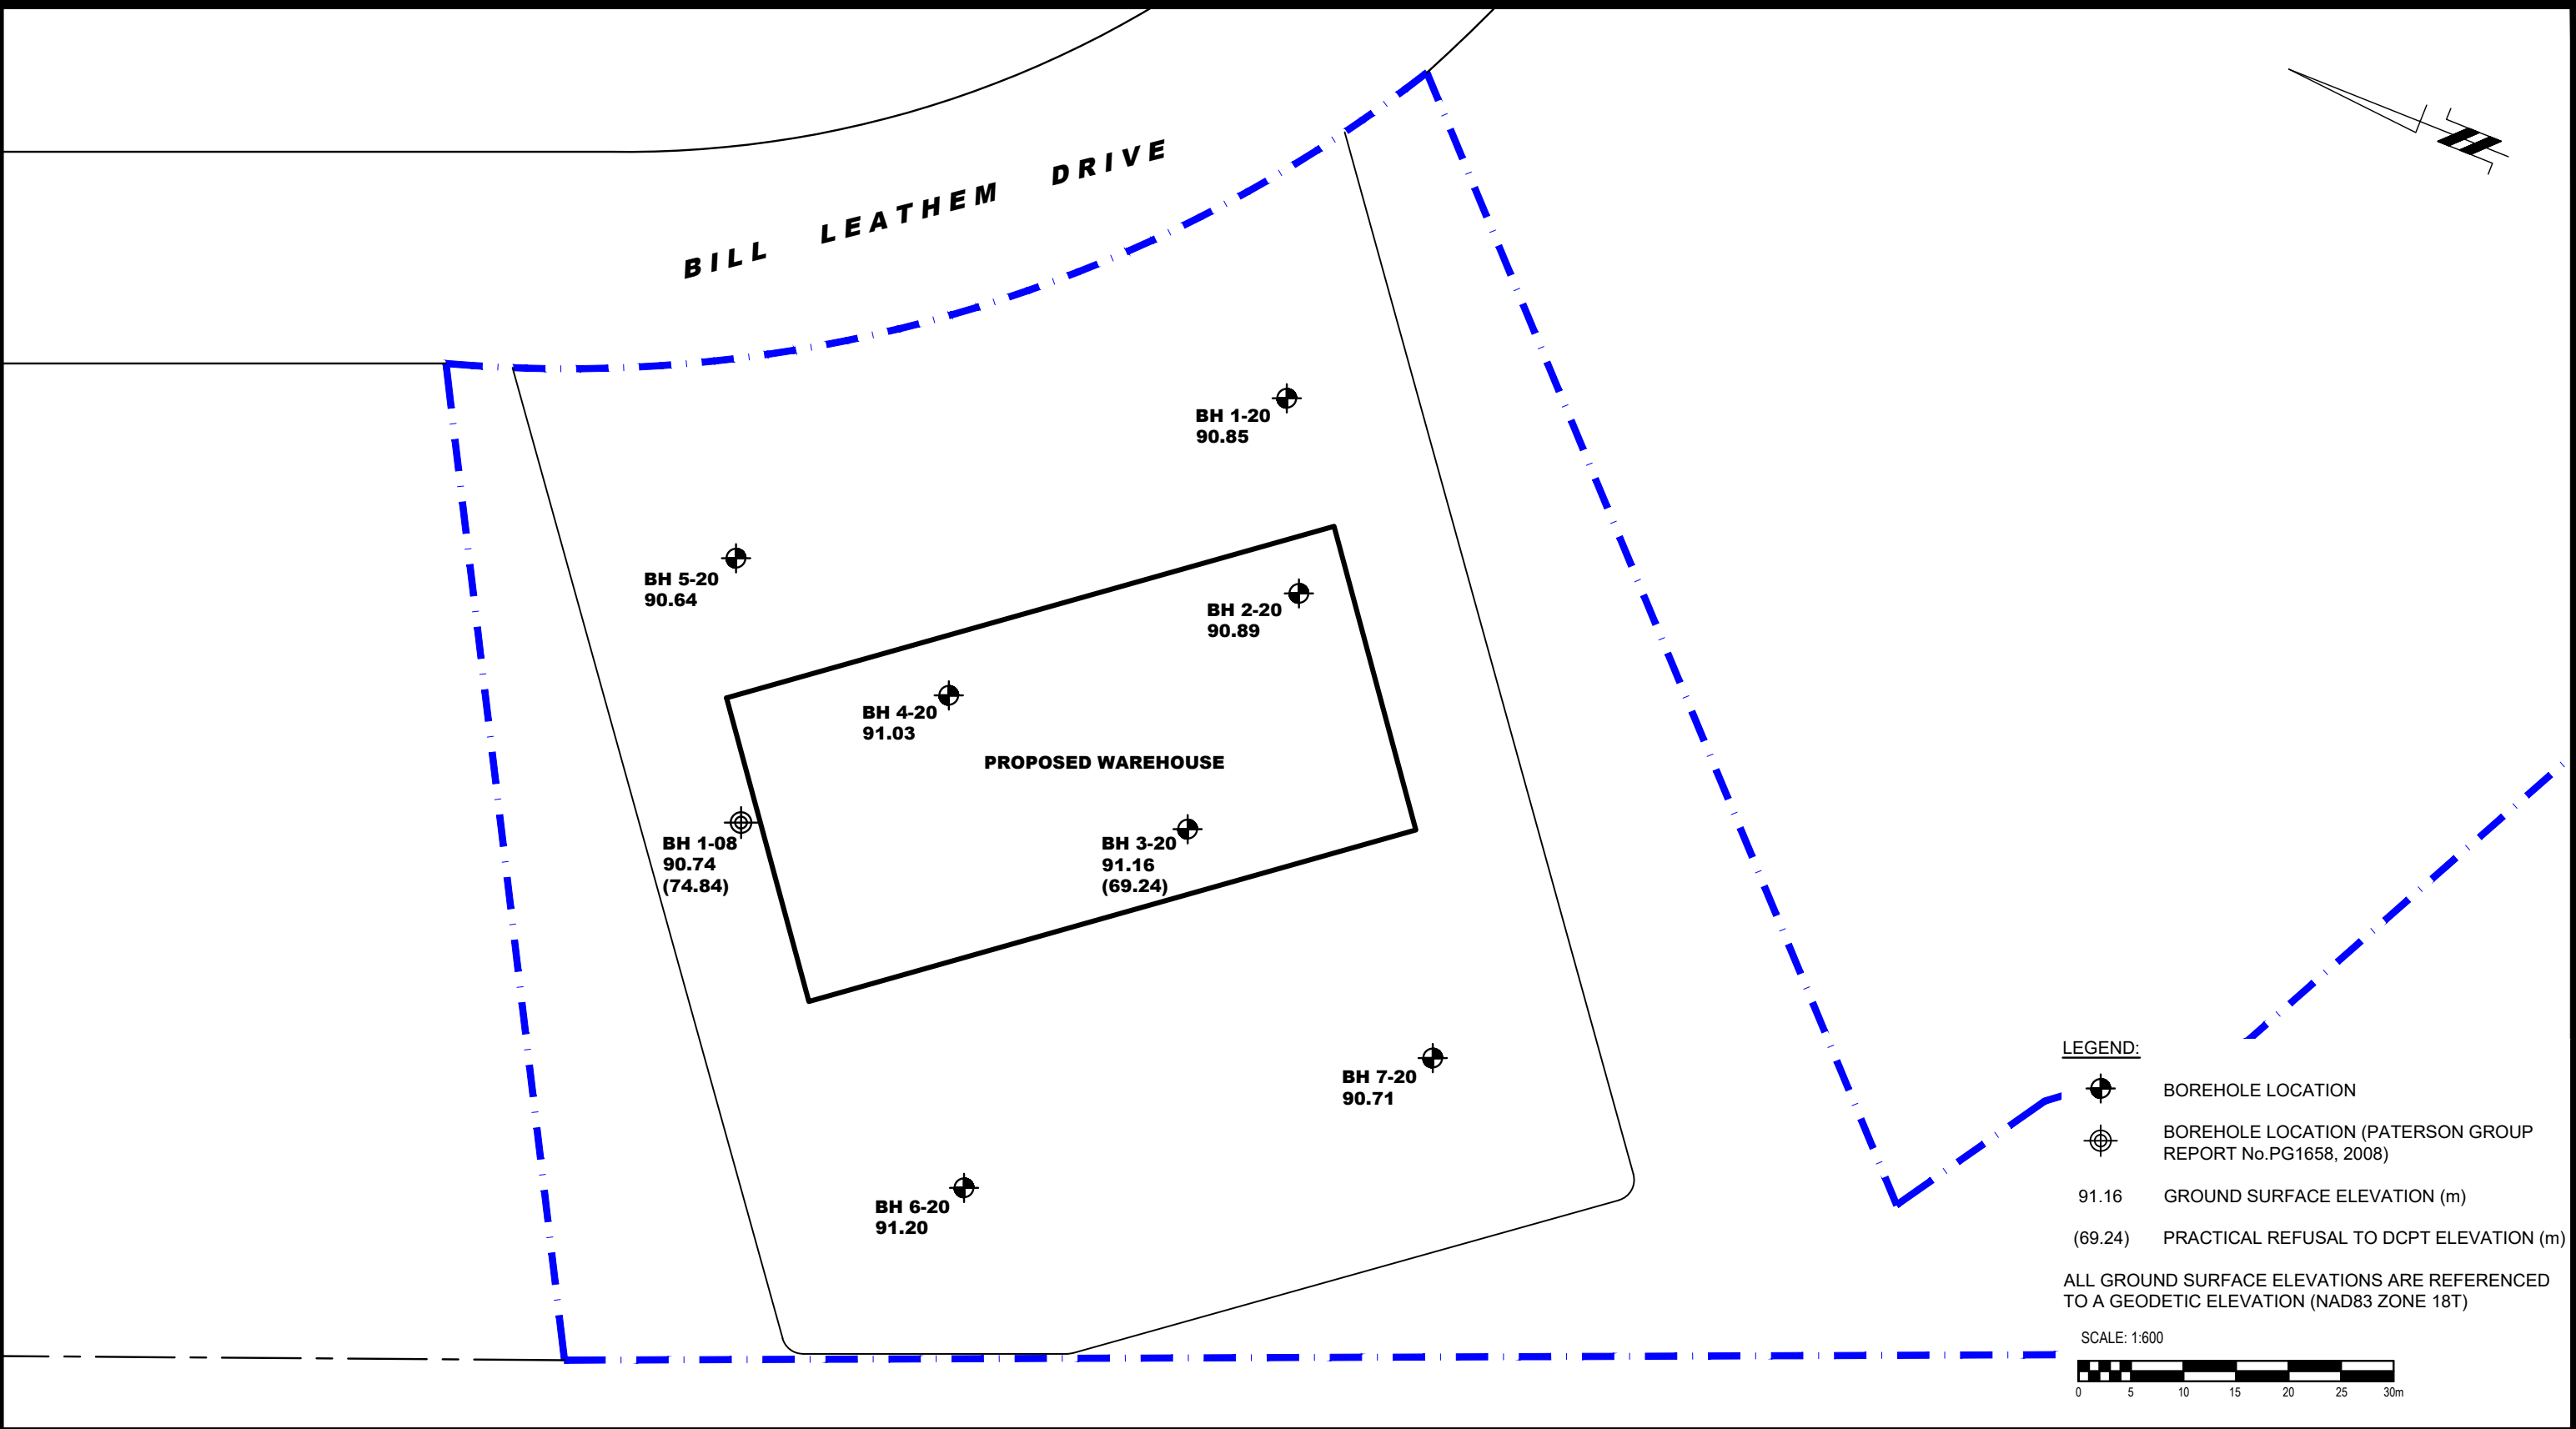 BILL LEATHEM DRIVE
BH 1-20
90.85
BH 5-20
90.64
BH 2-20
90.89
BH 4-20
91.03
PROPOSED WAREHOUSE
BH 1-08
90.74
(74.84)
BH 3-20
91.16
(69.24)
BH 7-20
90.71
BH 6-20
91.20
LEGEND:
BOREHOLE LOCATION
BOREHOLE LOCATION (PATERSON GROUP
REPORT No.PG1658, 2008)
91.16 GROUND SURFACE ELEVATION (m)
(69.24) PRACTICAL REFUSAL TO DCPT ELEVATION (m)
ALL GROUND SURFACE ELEVATIONS ARE REFERENCED
TO A GEODETIC ELEVATION (NAD83 ZONE 18T)
SCALE: 1:600
0 5 10 15 20 25 30m